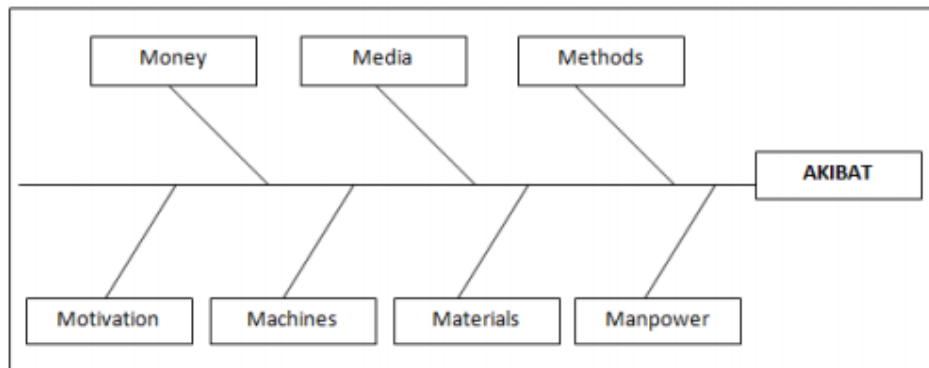 Money
Media
Methods
AKIBAT
Motivation
Machines
Materials
Manpower